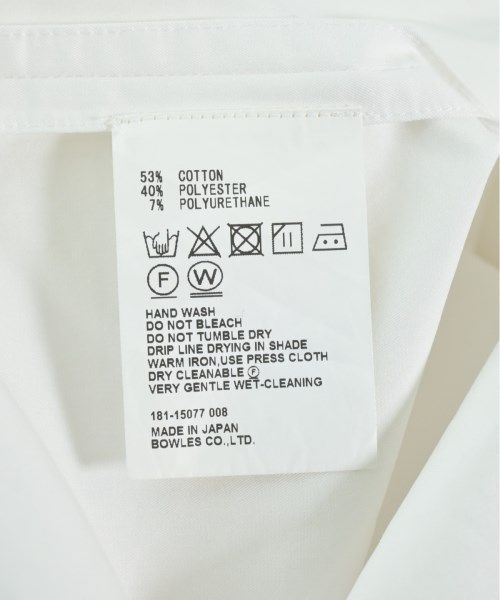 53% COTTON
40% POLYESTER
7% POLYURETHANE
F W
HAND WASH
DO NOT BLEACH
DO NOT TUMBLE DRY
DRIP LINE DRYING IN SHADE
WARM IRON,USE PRESS CLOTH
DRY CLEANABLE Ⓕ
VERY GENTLE WET-CLEANING
181-15077 008
MADE IN JAPAN
BOWLES CO.,LTD.